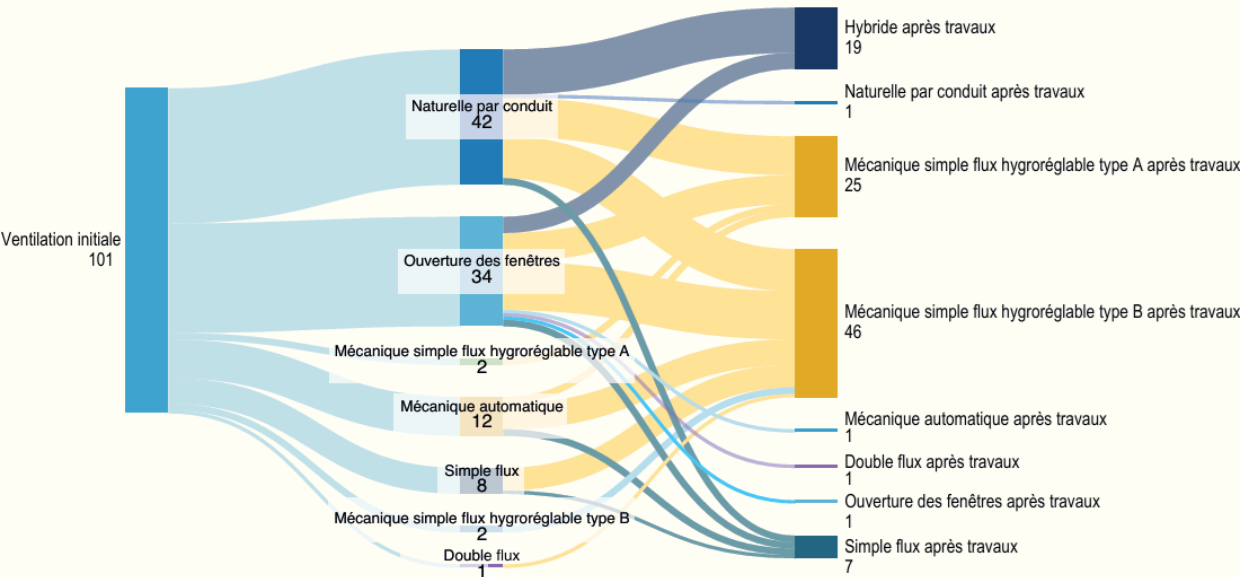 Ventilation initiale
101
Naturelle par conduit
42
Ouverture des fenêtres
34
Mécanique simple flux hygroréglable type A
2
Mécanique automatique
12
Simple flux
8
Mécanique simple flux hygroréglable type B
2
Double flux
1
Hybride après travaux
19
Naturelle par conduit après travaux
1
Mécanique simple flux hygroréglable type A après travaux
25
Mécanique simple flux hygroréglable type B après travaux
46
Mécanique automatique après travaux
1
Double flux après travaux
1
Ouverture des fenêtres après travaux
1
Simple flux après travaux
7